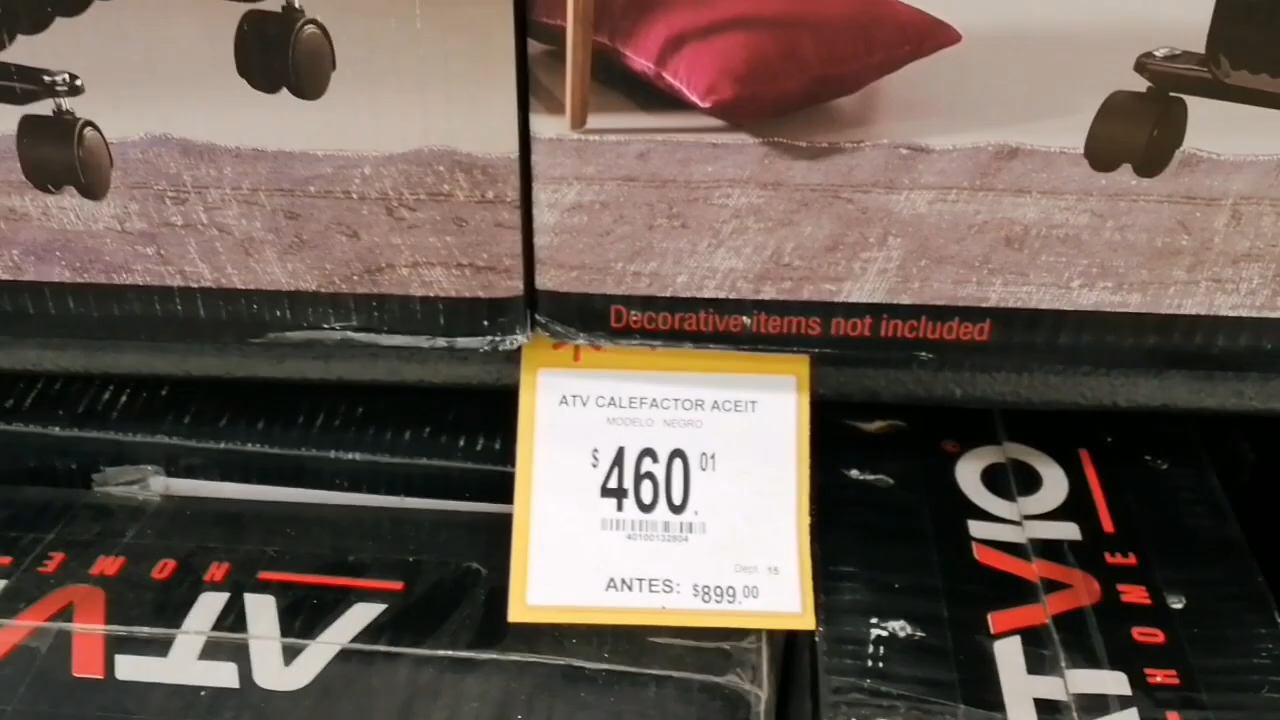 Decorative items not included
ATV CALEFACTOR ACEIT
MODELO NEGRO
$460.01
40100132804
Dept. 15
ANTES: $899.00
HOME
ATV
ATVIO
HOME